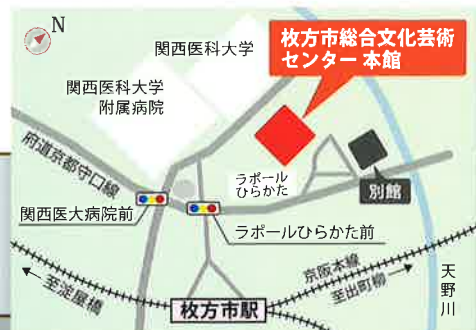 N
関西医科大学
関西医科大学
附属病院
枚方市総合文化芸術
センター 本館
府道京都守口線
ラポール
ひらかた
別館
関西医大病院前
ラポールひらかた前
京阪本線
至淀屋橋
至出町柳
天野川
枚方市駅